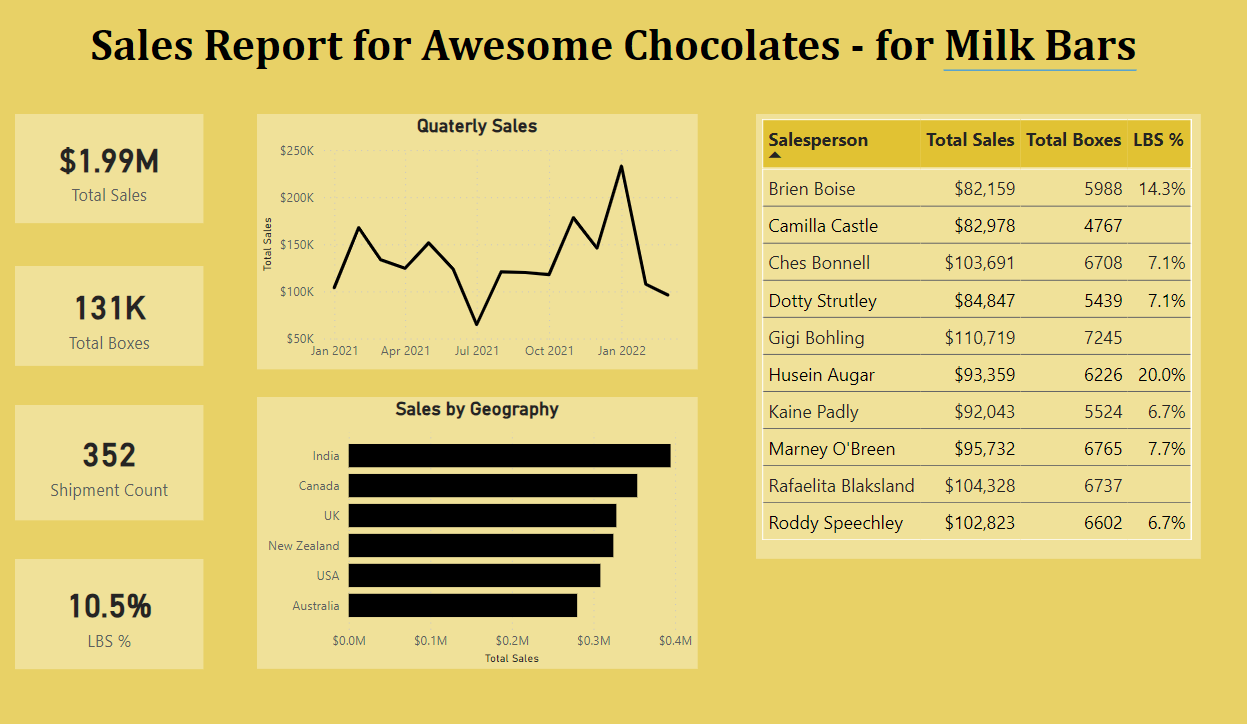 Sales Report for Awesome Chocolates - for Milk Bars
$1.99M
Total Sales
131K
Total Boxes
352
Shipment Count
10.5%
LBS %
Quaterly Sales
Total Sales
$250K
$200K
$150K
$100K
$50K
Jan 2021 Apr 2021 Jul 2021 Oct 2021 Jan 2022
Sales by Geography
India
Canada
UK
New Zealand
USA
Australia
$0.0M $0.1M $0.2M $0.3M $0.4M
Total Sales
Salesperson Total Sales Total Boxes LBS %
Brien Boise $82,159 5988 14.3%
Camilla Castle $82,978 4767
Ches Bonnell $103,691 6708 7.1%
Dotty Strutley $84,847 5439 7.1%
Gigi Bohling $110,719 7245
Husein Augar $93,359 6226 20.0%
Kaine Padly $92,043 5524 6.7%
Marney O'Breen $95,732 6765 7.7%
Rafaelita Blaksland $104,328 6737
Roddy Speechley $102,823 6602 6.7%